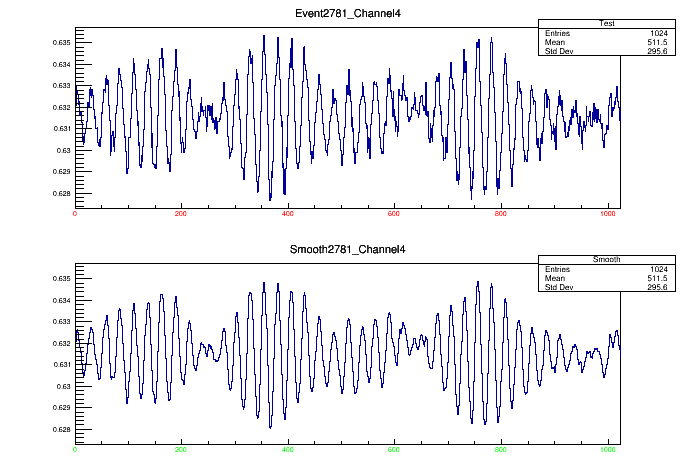 Event2781_Channel4
Test
Entries 1024
Mean 511.5
Std Dev 295.6
0.635
0.634
0.633
0.632
0.631
0.63
0.629
0.628
0 200 400 600 800 1000
Smooth2781_Channel4
Smooth
Entries 1024
Mean 511.5
Std Dev 295.6
0.635
0.634
0.633
0.632
0.631
0.63
0.629
0.628
0 200 400 600 800 1000